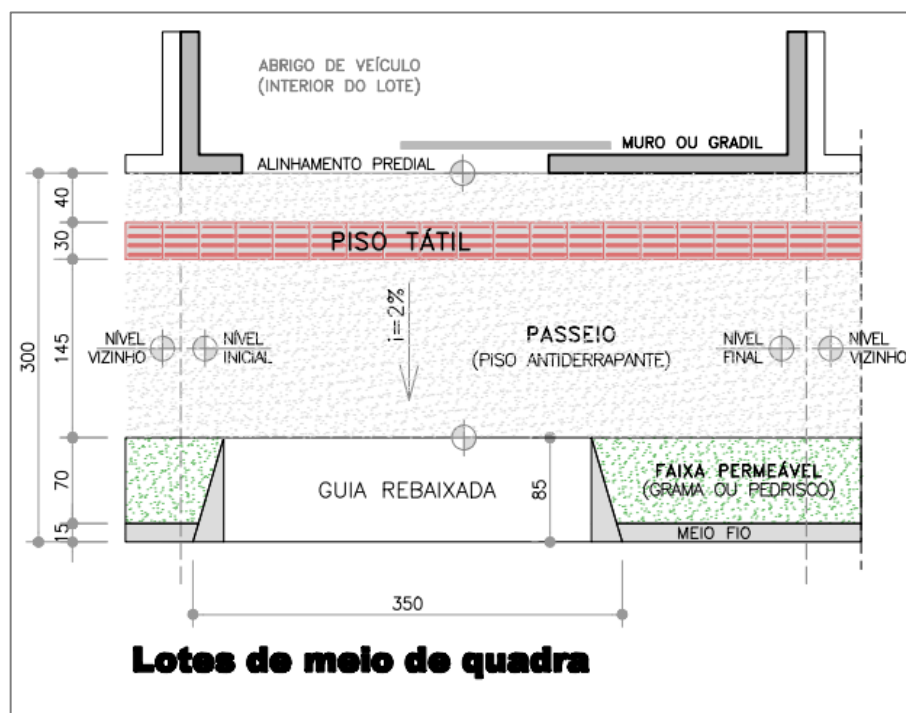 ABRIGO DE VEÍCULO
(INTERIOR DO LOTE)
MURO OU GRADIL
ALINHAMENTO PREDIAL
40
30
PISO TÁTIL
i=2%
300
145
NÍVEL
VIZINHO
NÍVEL
INICIAL
PASSEIO
(PISO ANTIDERRAPANTE)
NÍVEL
FINAL
NÍVEL
VIZINHO
70
GUIA REBAIXADA
85
FAIXA PERMEÁVEL
(GRAMA OU PEDRISCO)
15
MEIO FIO
350
Lotes de meio de quadra